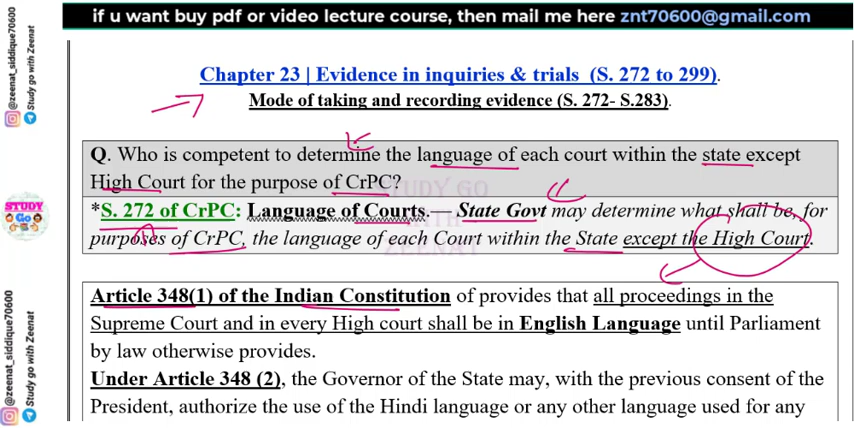 if u want buy pdf or video lecture course, then mail me here znt70600@gmail.com
@zeenat_siddique70600
Study go with Zeenat
Chapter 23 | Evidence in inquiries & trials (S. 272 to 299).
Mode of taking and recording evidence (S. 272- S.283).
Q. Who is competent to determine the language of each court within the state except
High Court for the purpose of CrPC?
*S. 272 of CrPC: Language of Courts.— State Govt may determine what shall be, for
purposes of CrPC, the language of each Court within the State except the High Court.
STUDY GO
WITH
ZEENAT
STUDY
Go
Article 348(1) of the Indian Constitution of provides that all proceedings in the
Supreme Court and in every High court shall be in English Language until Parliament
by law otherwise provides.
Under Article 348 (2), the Governor of the State may, with the previous consent of the
President, authorize the use of the Hindi language or any other language used for any
@zeenat_siddique70600
Study go with Zeenat